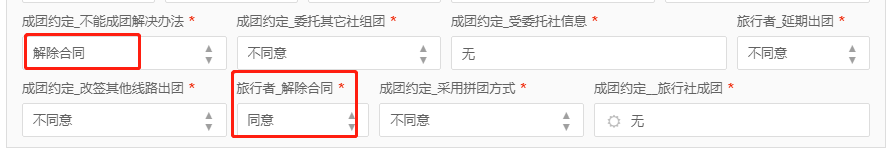 成团约定_不能成团解决办法 * 成团约定_委托其它社组团 * 成团约定_受委托社信息 * 旅行者_延期出团 *
解除合同 不同意 无 不同意
成团约定_改签其他线路出团 * 旅行者_解除合同 * 成团约定_采用拼团方式 * 成团约定__旅行社成团 *
不同意 同意 不同意 无